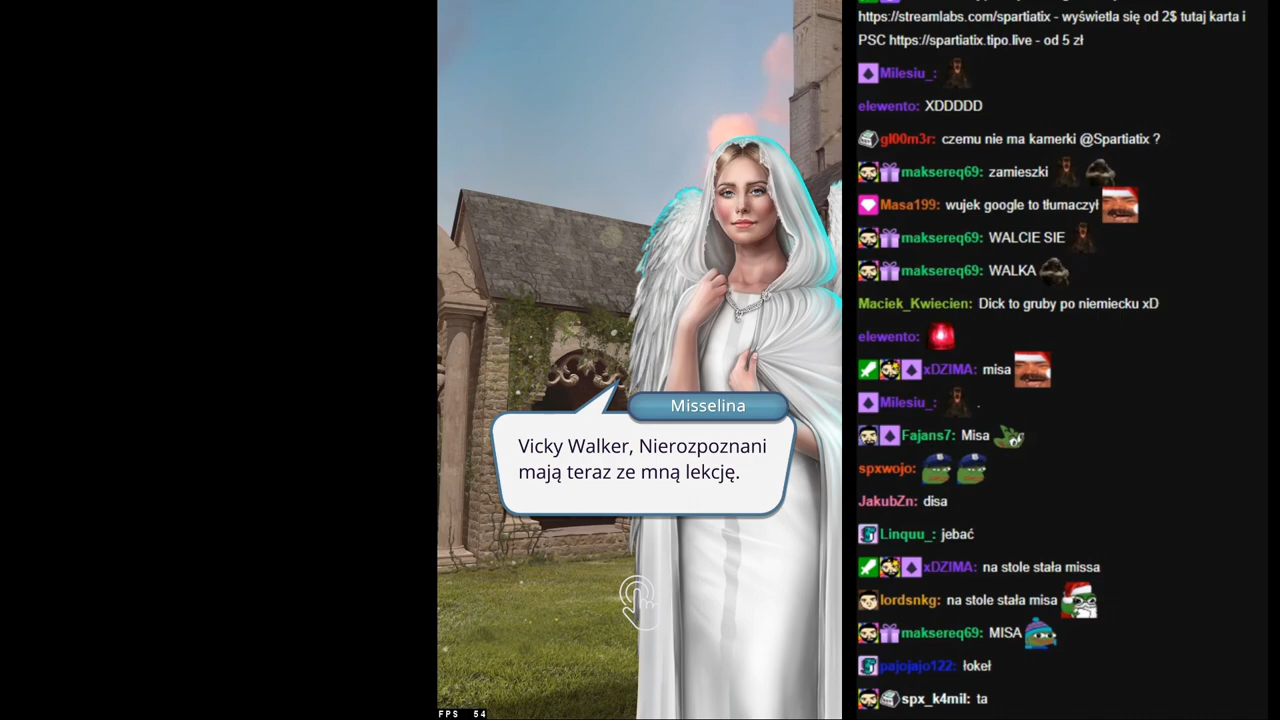 https://streamlabs.com/spartiatix - wyświetla się od 2$ tutaj karta i
PSC https://spartiatix.tipo.live - od 5 zł
Milesiu_:
elewento: XDDDDD
gl00m3r: czemu nie ma kamerki @Spartiatix ?
maksereq69: zamieszki
Masa199: wujek google to tłumaczył
maksereq69: WALCIE SIE
maksereq69: WALKA
Maciek_Kwiecien: Dick to gruby po niemiecku xD
elewento:
xDZIMA: misa
Milesiu_: .
Fajans7: Misa
spxwojo:
JakubZn: disa
Linquu_: jebać
xDZIMA: na stole stała missa
lordsnkg: na stole stała misa
maksereq69: MISA
pajojajo122: łokeł
spx_k4mil: ta
Misselina
Vicky Walker, Nierozpoznani
mają teraz ze mną lekcję.
FPS 54